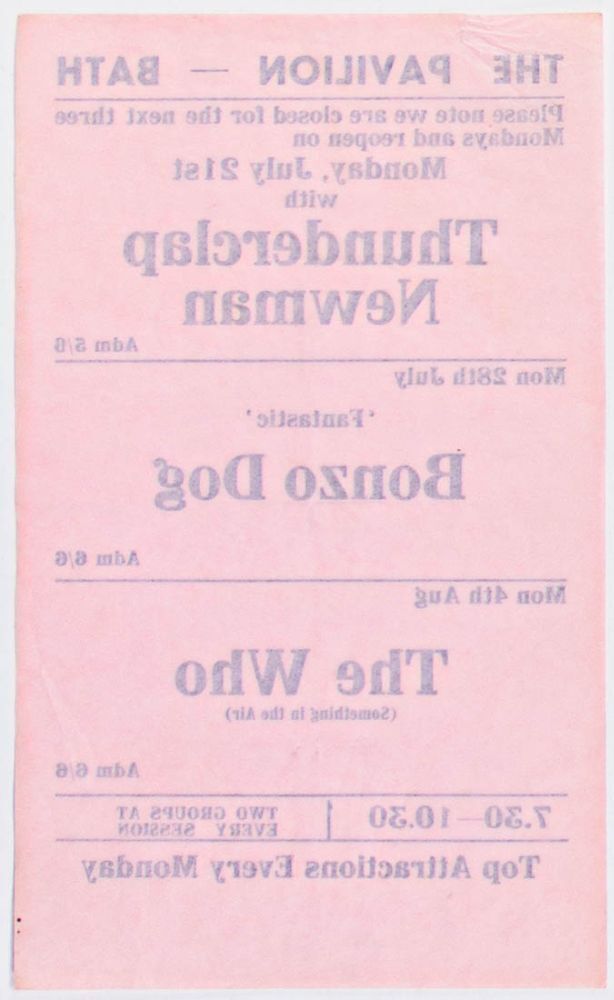 THE PAVILION — BATH
Please note we are closed for the next three
Mondays and reopen on
Monday, July 21st
with
Thunderclap
Newman
Adm 5/6
Mon 28th July
'Fantastic'
Bonzo Dog
Adm 6/6
Mon 4th Aug
The Who
(Something in the Air)
Adm 6/6
7.30—10.30
TWO GROUPS AT
EVERY SESSION
Top Attractions Every Monday